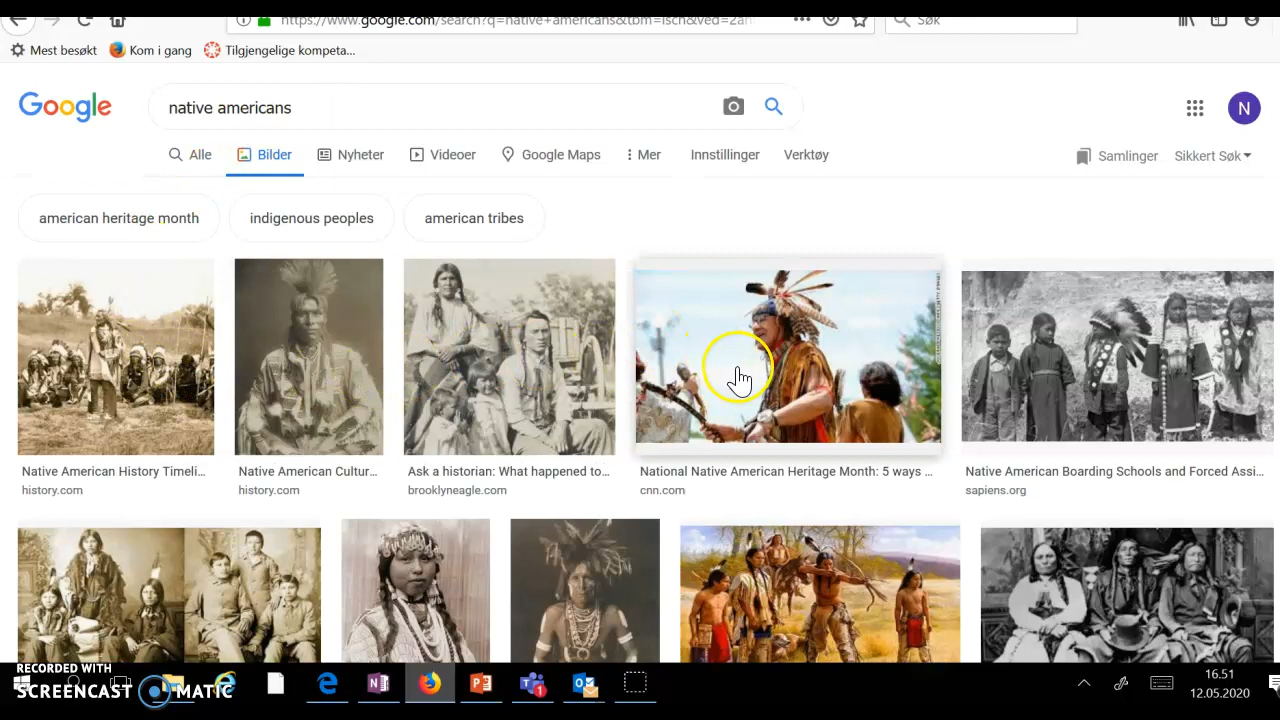 https://www.google.com/search?q=native+americans&tbm=isch&ved=2a
Søk
Mest besøkt
Kom i gang
Tilgjengelige kompeta...
Google
native americans
N
Alle
Bilder
Nyheter
Videoer
Google Maps
Mer
Innstillinger
Verktøy
Samlinger
Sikkert Søk
american heritage month
indigenous peoples
american tribes
Native American History Timeli...
Native American Cultur...
Ask a historian: What happened to...
National Native American Heritage Month: 5 ways ...
Native American Boarding Schools and Forced Assi...
history.com
history.com
brooklyneagle.com
cnn.com
sapiens.org
RECORDED WITH
SCREENCAST MATIC
1
16.51
12.05.2020